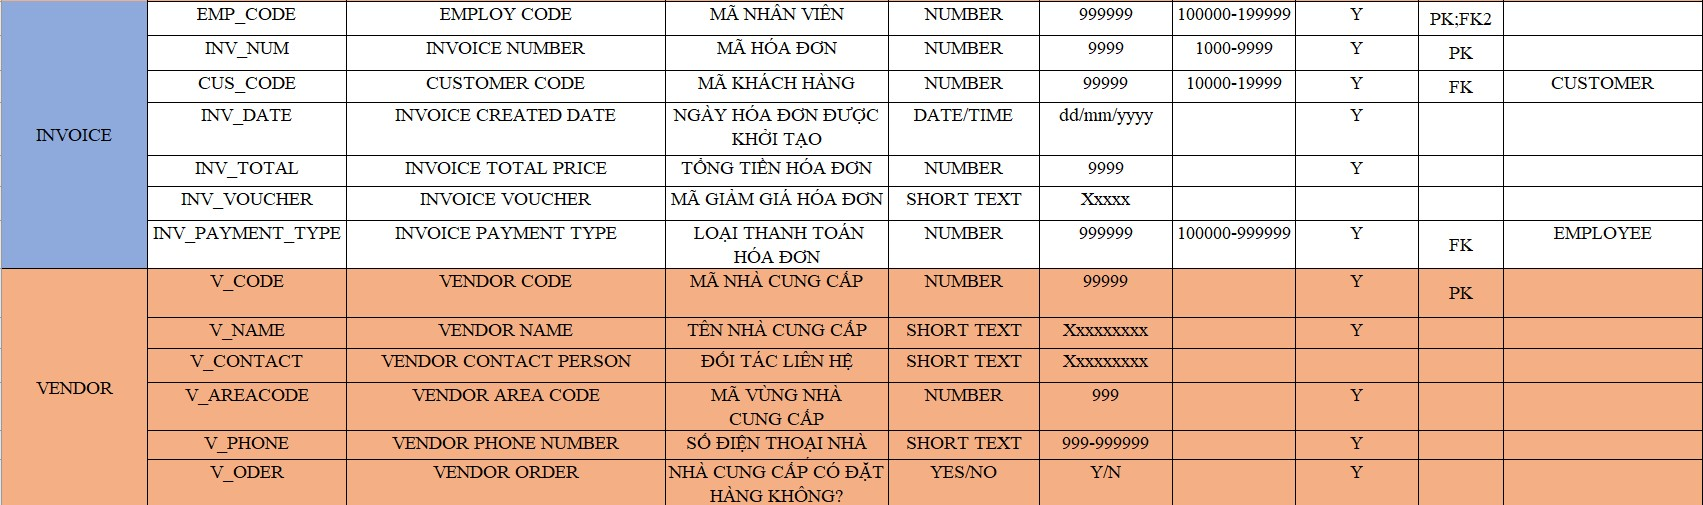 EMP_CODE EMPLOY CODE MÃ NHÂN VIÊN NUMBER 999999 100000-199999 Y PK;FK2
INV_NUM INVOICE NUMBER MÃ HÓA ĐƠN NUMBER 9999 1000-9999 Y PK
CUS_CODE CUSTOMER CODE MÃ KHÁCH HÀNG NUMBER 99999 10000-19999 Y FK CUSTOMER
INVOICE
INV_DATE INVOICE CREATED DATE NGÀY HÓA ĐƠN ĐƯỢC DATE/TIME dd/mm/yyyy Y
KHỞI TẠO
INV_TOTAL INVOICE TOTAL PRICE TỔNG TIỀN HÓA ĐƠN NUMBER 9999 Y
INV_VOUCHER INVOICE VOUCHER MÃ GIẢM GIÁ HÓA ĐƠN SHORT TEXT Xxxxx
INV_PAYMENT_TYPE INVOICE PAYMENT TYPE LOẠI THANH TOÁN NUMBER 999999 100000-999999 Y FK EMPLOYEE
HÓA ĐƠN
V_CODE VENDOR CODE MÃ NHÀ CUNG CẤP NUMBER 99999 Y PK
V_NAME VENDOR NAME TÊN NHÀ CUNG CẤP SHORT TEXT Xxxxxxxxx Y
V_CONTACT VENDOR CONTACT PERSON ĐỐI TÁC LIÊN HỆ SHORT TEXT Xxxxxxxxx
VENDOR
V_AREACODE VENDOR AREA CODE MÃ VÙNG NHÀ NUMBER 999 Y
CUNG CẤP
V_PHONE VENDOR PHONE NUMBER SỐ ĐIỆN THOẠI NHÀ SHORT TEXT 999-999999 Y
V_ODER VENDOR ORDER NHÀ CUNG CẤP CÓ ĐẶT YES/NO Y/N Y
HÀNG KHÔNG?